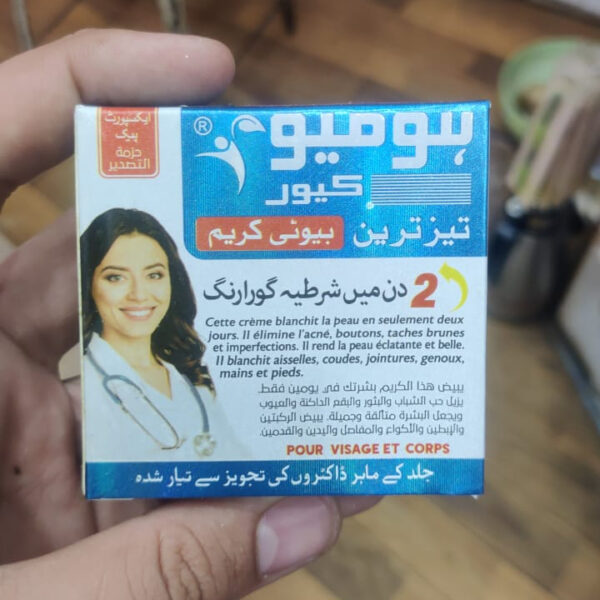 ایکسپورٹ
پیک
حزمة
التصدير
®
ہومیو
کیور
تیز ترین بیوٹی کریم
2 دن میں شرطیہ گورا رنگ
Cette crème blanchit la peau en seulement deux
jours. Il élimine l'acné, boutons, taches brunes
et imperfections. Il rend la peau éclatante et belle.
Il blanchit aisselles, coudes, jointures, genoux,
mains et pieds.
يبيض هذا الكريم بشرتك في يومين فقط.
يزيل حب الشباب والبثور والبقع الداكنة والعيوب
ويجعل البشرة متألقة وجميلة. يبيض الركبتين
والإبطين والأكواع والمفاصل واليدين والقدمين.
POUR VISAGE ET CORPS
جلد کے ماہر ڈاکٹروں کی تجویز سے تیار شدہ